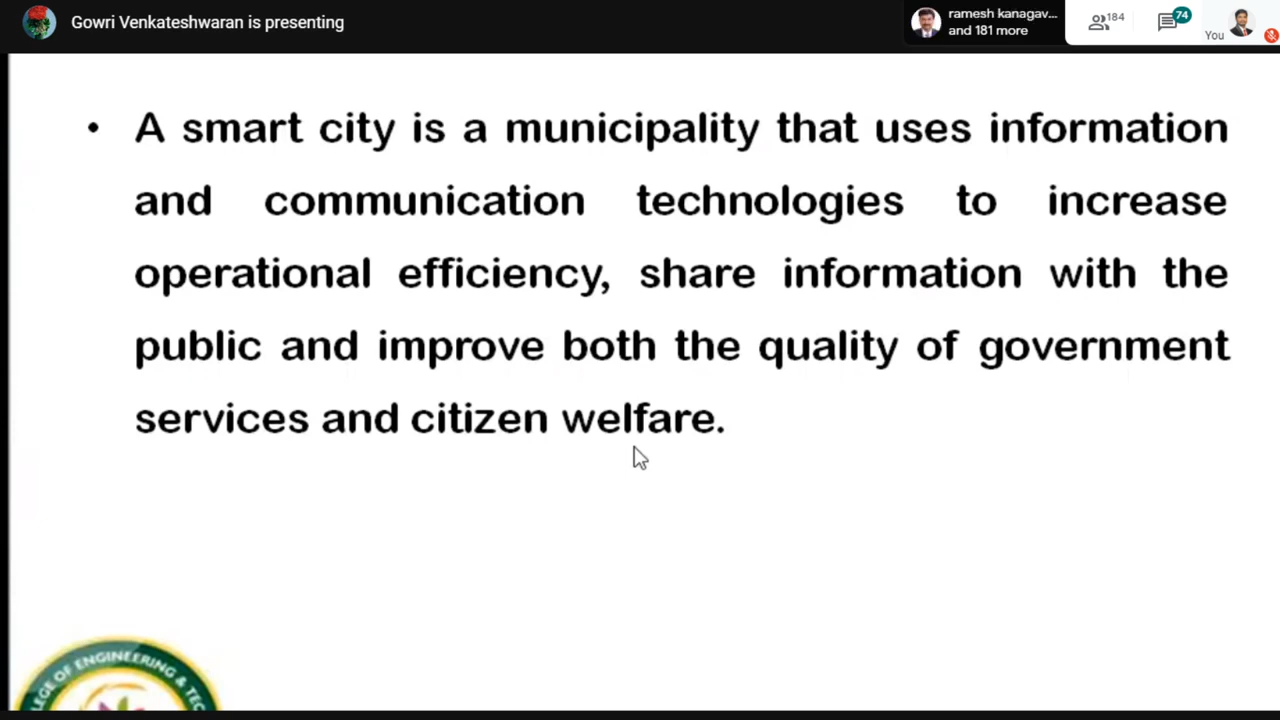 Gowri Venkateshwaran is presenting
ramesh kanagav...
and 181 more
184
74
You
• A smart city is a municipality that uses information
and communication technologies to increase
operational efficiency, share information with the
public and improve both the quality of government
services and citizen welfare.
OF ENGINEERING &